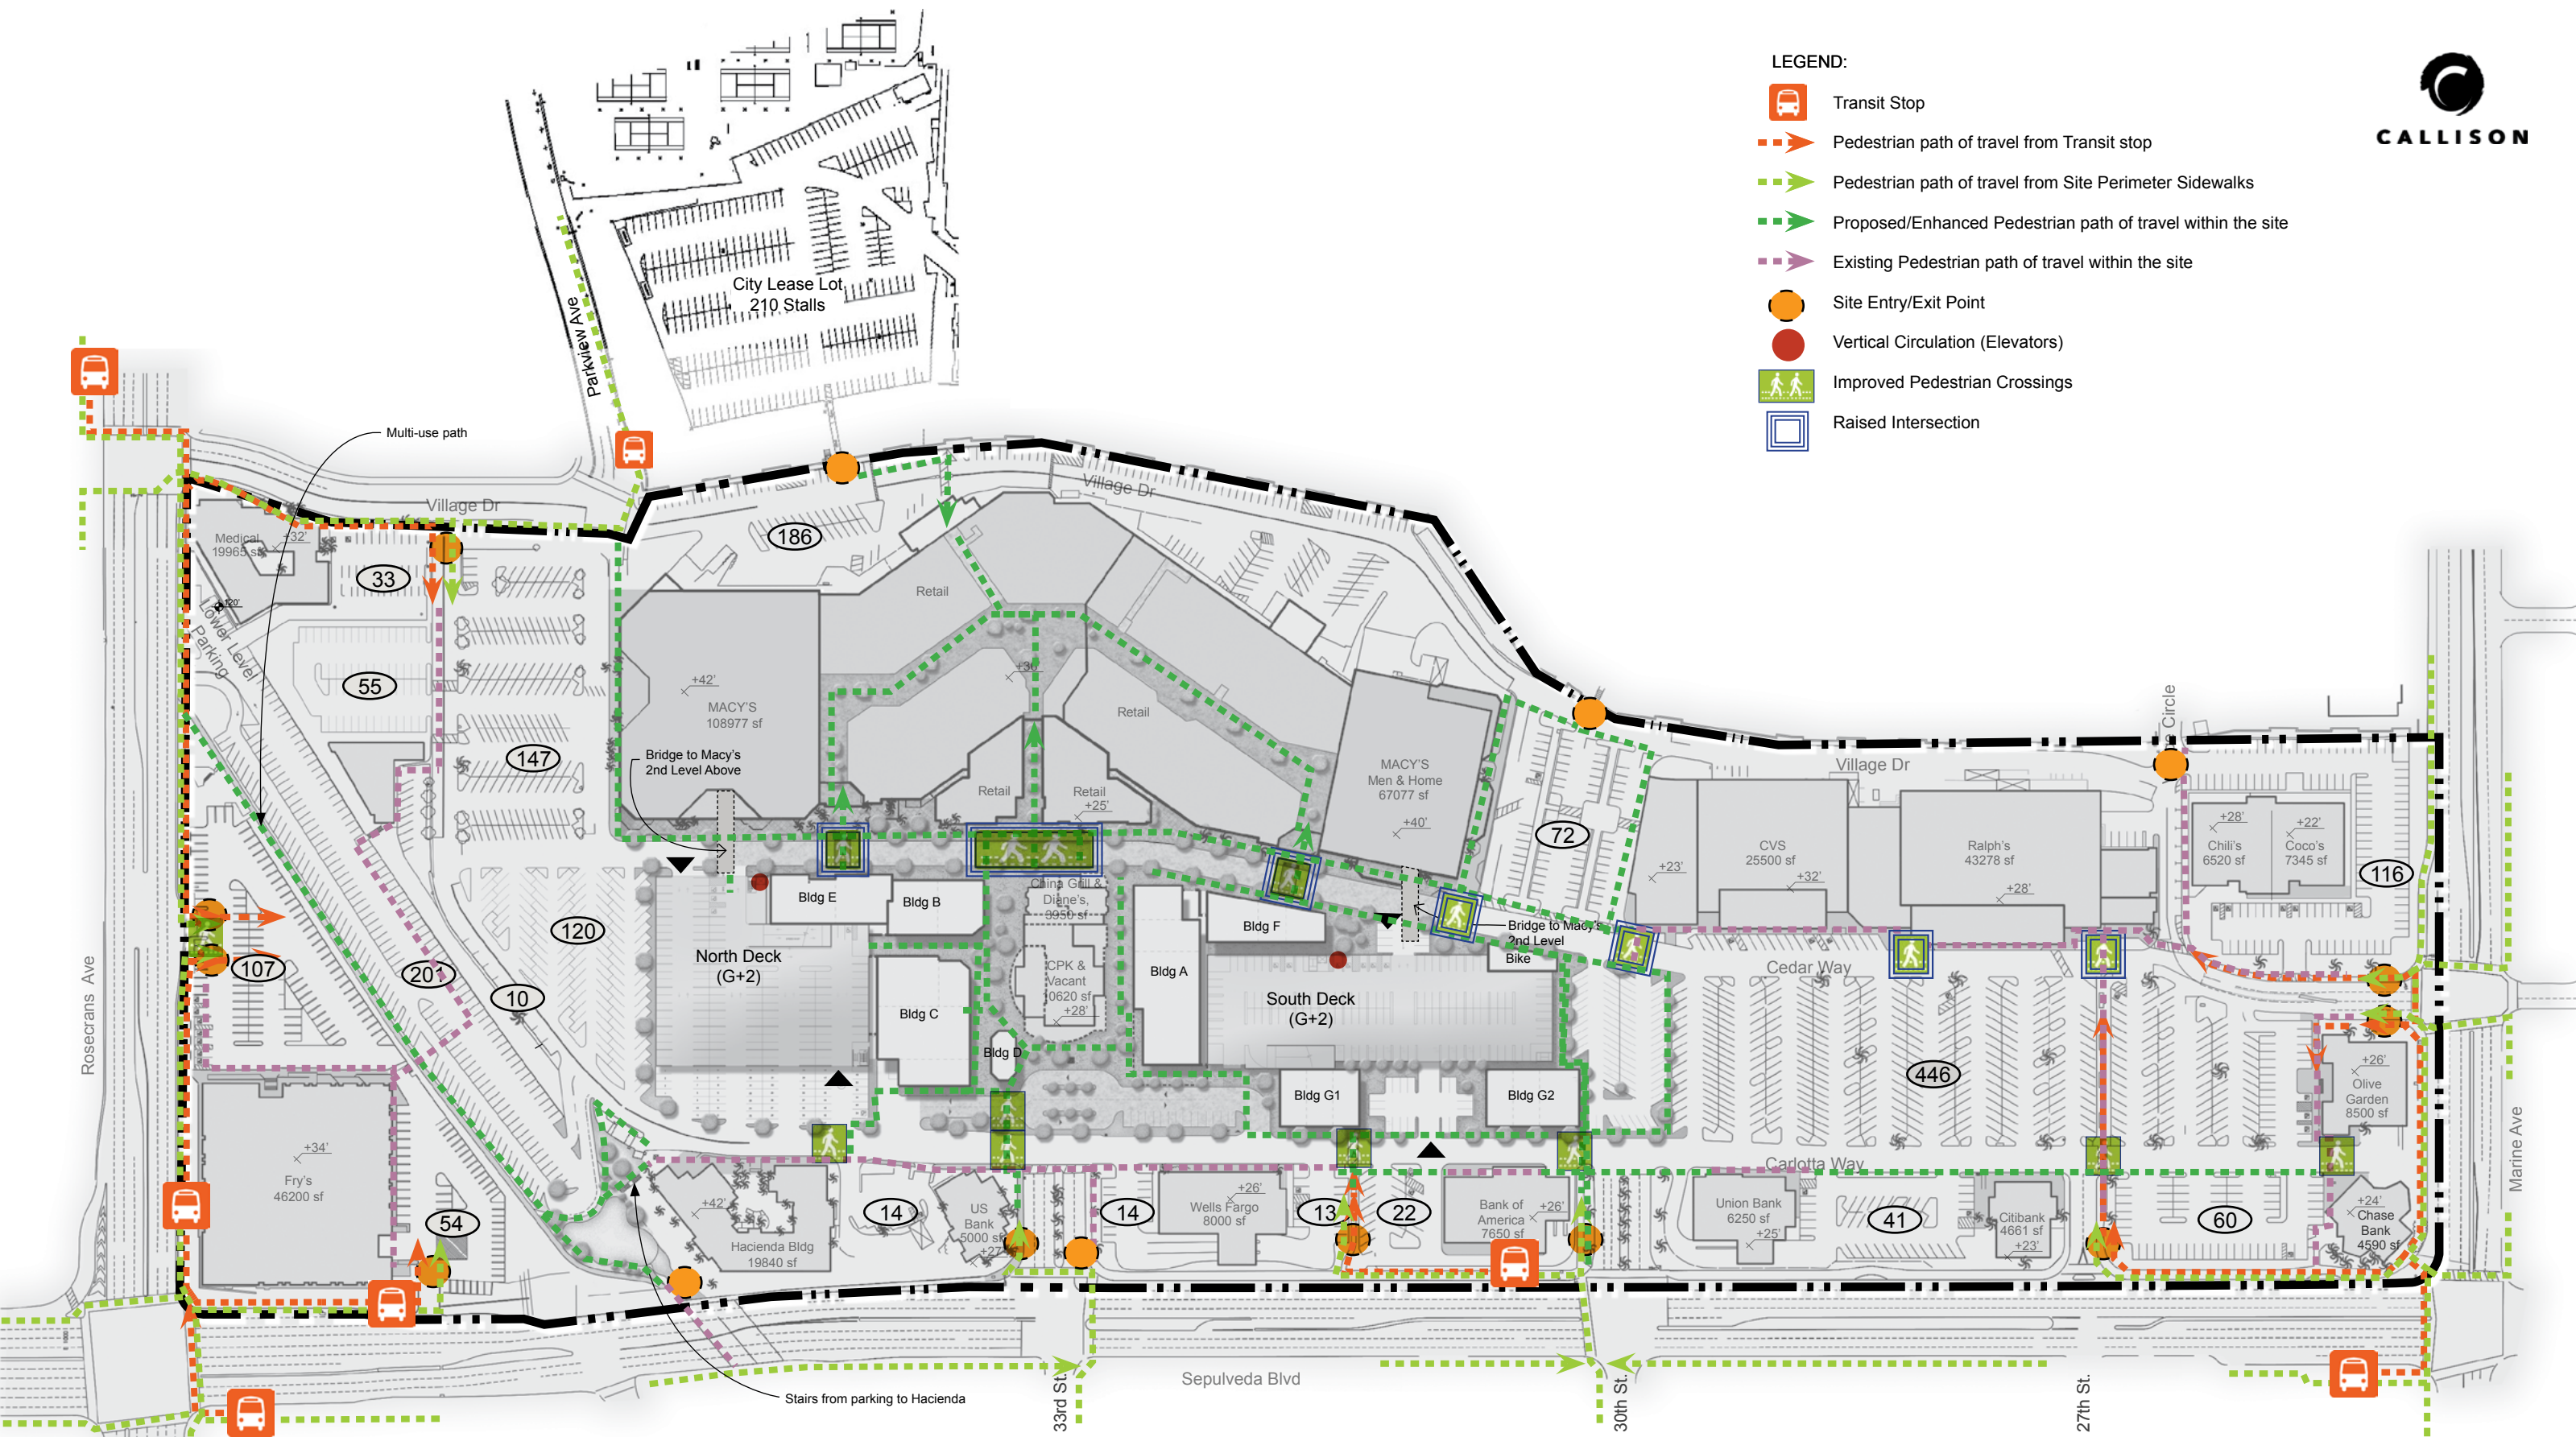 LEGEND:
Transit Stop
Pedestrian path of travel from Transit stop
Pedestrian path of travel from Site Perimeter Sidewalks
Proposed/Enhanced Pedestrian path of travel within the site
Existing Pedestrian path of travel within the site
Site Entry/Exit Point
Vertical Circulation (Elevators)
Improved Pedestrian Crossings
Raised Intersection
CALLISON
City Lease Lot
210 Stalls
Parkview Ave
Multi-use path
Village Dr
Village Dr
Medical
19965 sf
+32'
33
186
Lower Level
Parking
120'
55
147
Retail
+42'
MACY'S
108977 sf
+30'
Retail
Bridge to Macy's
2nd Level Above
Retail
Retail
+25'
MACY'S
Men & Home
67077 sf
+40'
72
Village Dr
Circle
+23'
CVS
25500 sf
+32'
Ralph's
43278 sf
+28'
+28'
Chili's
6520 sf
+22'
Coco's
7345 sf
116
Bldg E
Bldg B
China Grill &
Diane's,
3950 sf
Bldg F
Bridge to Macy's
2nd Level
Bike
120
North Deck
(G+2)
107
201
10
CPK &
Vacant
10620 sf
+28'
Bldg A
South Deck
(G+2)
Cedar Way
Bldg C
Bldg D
Rosecrans Ave
446
+26'
Olive
Garden
8500 sf
Bldg G1
Bldg G2
Marine Ave
+34'
Fry's
46200 sf
54
+42'
Hacienda Bldg
19840 sf
14
US
Bank
5000 sf
+27'
14
+26'
Wells Fargo
8000 sf
13
22
Bank of
America
7650 sf
+26'
Carlotta Way
Union Bank
6250 sf
+25'
41
Citibank
4661 sf
+23'
60
+24'
Chase
Bank
4590 sf
Stairs from parking to Hacienda
33rd St.
Sepulveda Blvd
30th St.
27th St.